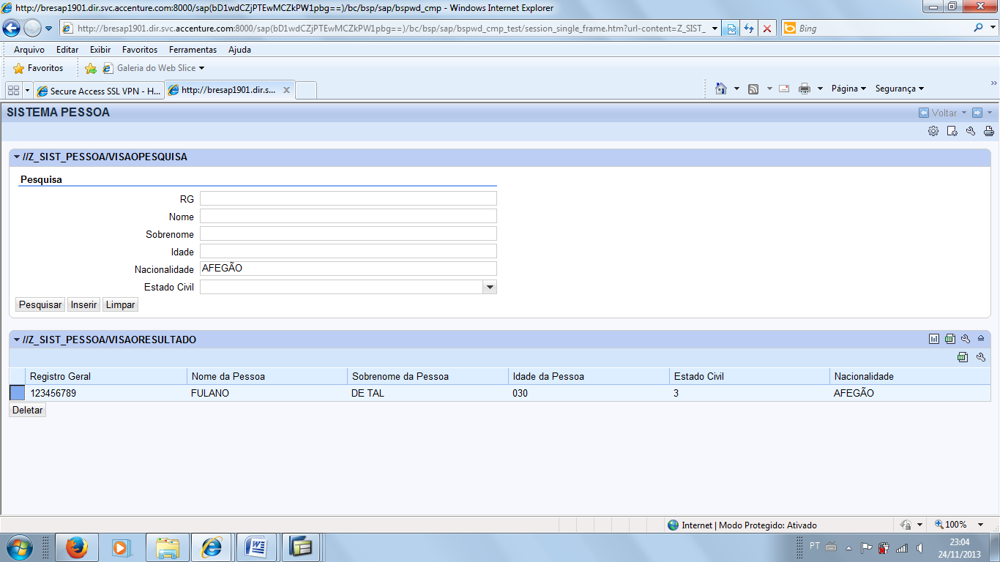 http://bresap1901.dir.svc.accenture.com:8000/sap(bD1wdCZjPTEwMCZkPW1pbg==)/bc/bsp/sap/bspwd_cmp - Windows Internet Explorer
http://bresap1901.dir.svc.accenture.com:8000/sap(bD1wdCZjPTEwMCZkPW1pbg==)/bc/bsp/sap/bspwd_cmp_test/session_single_frame.htm?url-content=Z_SIST_ Bing
Arquivo Editar Exibir Favoritos Ferramentas Ajuda
Favoritos Galeria do Web Slice
Secure Access SSL VPN - H... http://bresap1901.dir.s... Página Segurança »
SISTEMA PESSOA Voltar
//Z_SIST_PESSOA/VISAOPESQUISA
Pesquisa
RG
Nome
Sobrenome
Idade
Nacionalidade AFEGÃO
Estado Civil
Pesquisar Inserir Limpar
//Z_SIST_PESSOA/VISAORESULTADO
Registro Geral Nome da Pessoa Sobrenome da Pessoa Idade da Pessoa Estado Civil Nacionalidade
123456789 FULANO DE TAL 030 3 AFEGÃO
Deletar
Internet | Modo Protegido: Ativado 100%
PT 23:04
24/11/2013